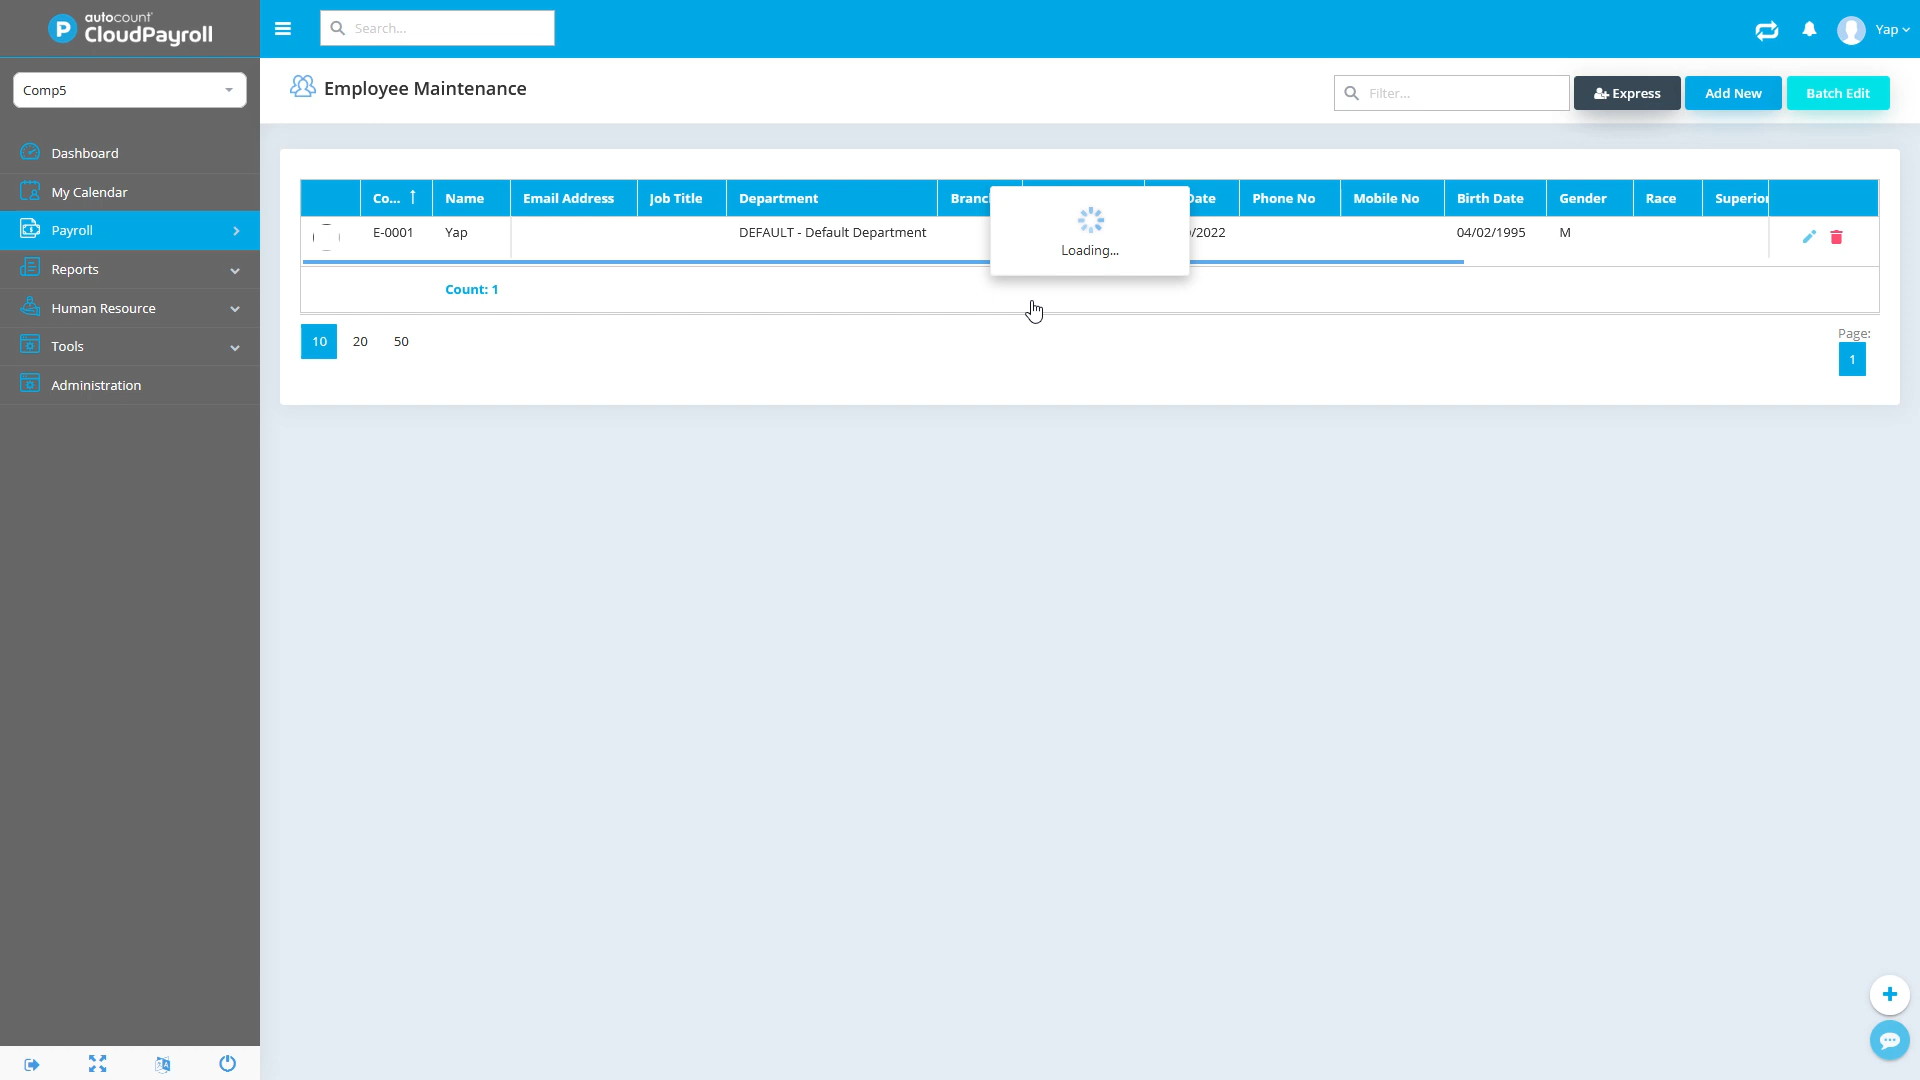 autocount
CloudPayroll
Search...
Yap
Comp5
Employee Maintenance
Filter...
Express
Add New
Batch Edit
Dashboard
My Calendar
Payroll
Reports
Human Resource
Tools
Administration
Co... Name Email Address Job Title Department Branc Date Phone No Mobile No Birth Date Gender Race Superior
E-0001 Yap DEFAULT - Default Department /2022 04/02/1995 M
Loading...
Count: 1
10 20 50
Page:
1